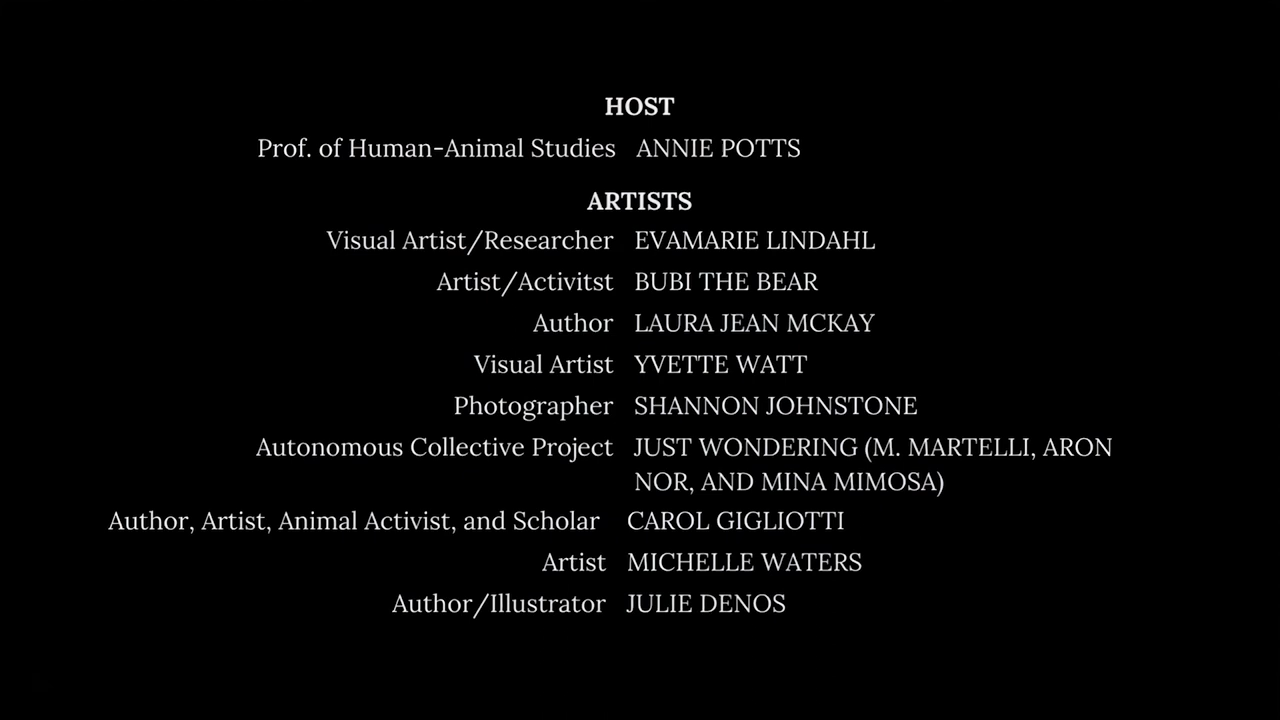 HOST
Prof. of Human-Animal Studies ANNIE POTTS
ARTISTS
Visual Artist/Researcher EVAMARIE LINDAHL
Artist/Activitst BUBI THE BEAR
Author LAURA JEAN MCKAY
Visual Artist YVETTE WATT
Photographer SHANNON JOHNSTONE
Autonomous Collective Project JUST WONDERING (M. MARTELLI, ARON
NOR, AND MINA MIMOSA)
Author, Artist, Animal Activist, and Scholar CAROL GIGLIOTTI
Artist MICHELLE WATERS
Author/Illustrator JULIE DENOS